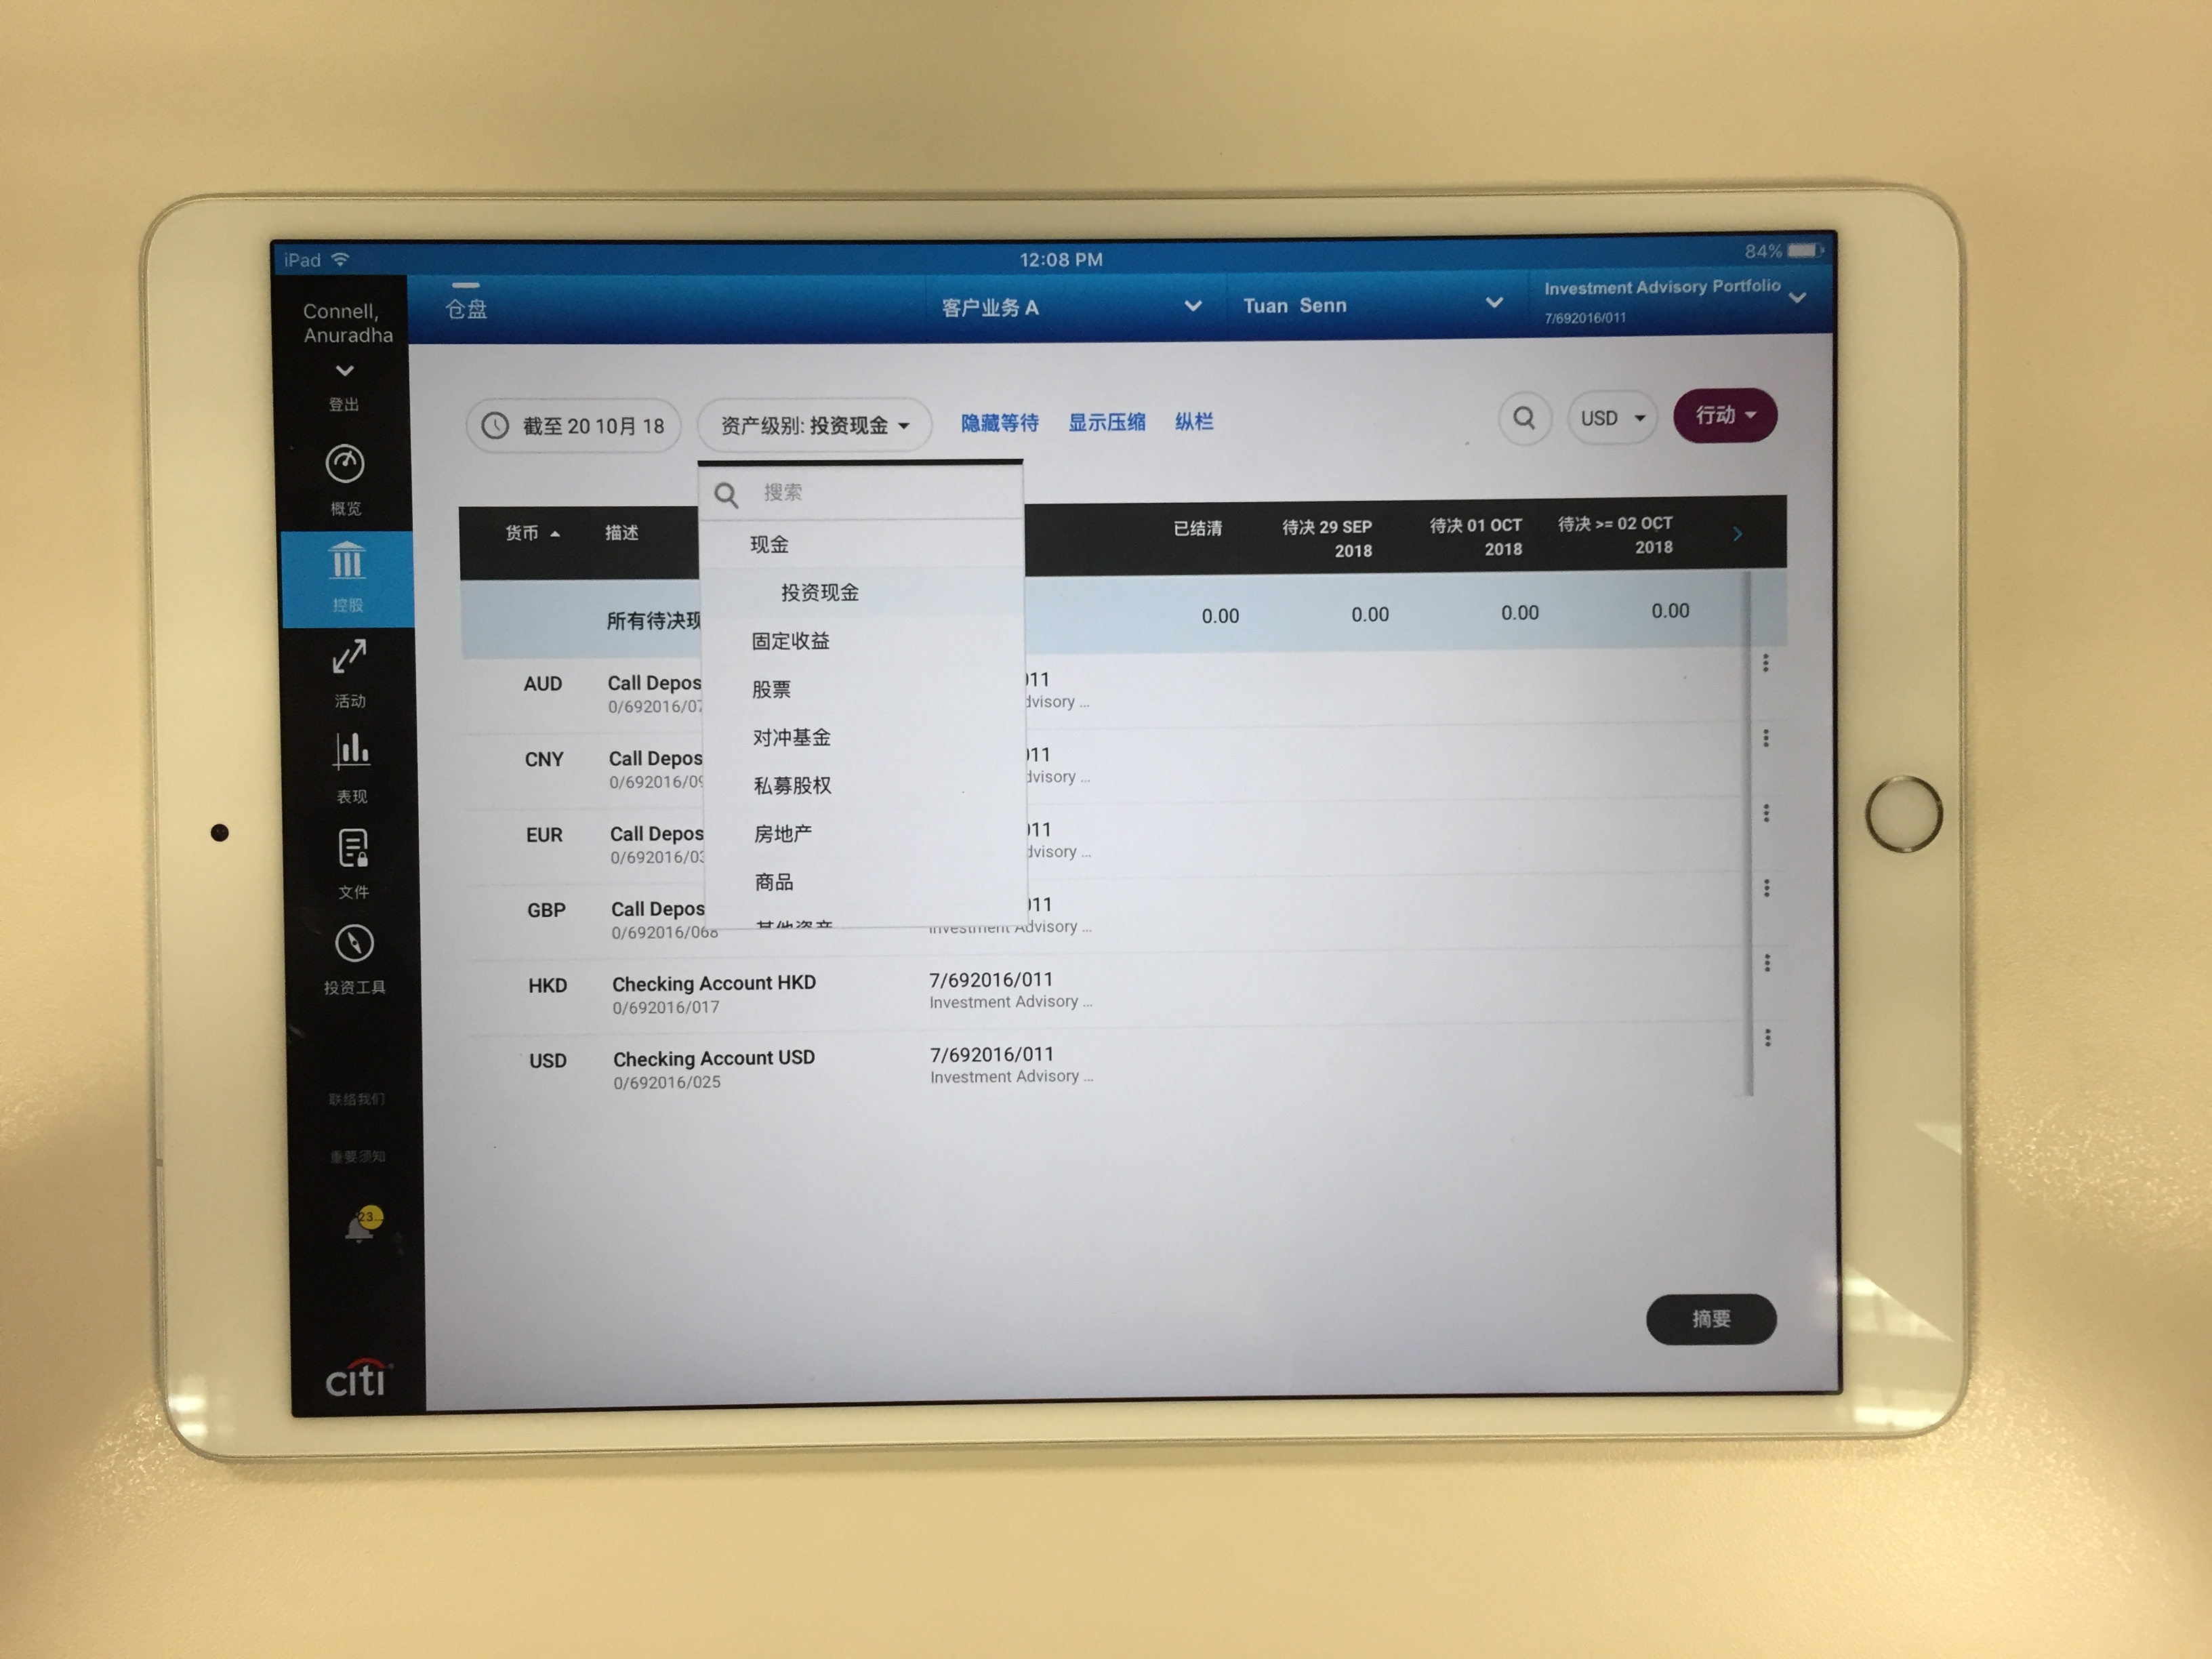 iPad
12:08 PM
84%
Connell,
Anuradha
登出
概览
控股
活动
表现
文件
投资工具
联络我们
重要须知
23...
citi
仓盘
客户业务 A
Tuan Senn
Investment Advisory Portfolio
7/692016/011
截至 20 10月 18
资产级别: 投资现金
隐藏等待
显示压缩
纵栏
USD
行动
搜索
现金
投资现金
固定收益
股票
对冲基金
私募股权
房地产
商品
其他资产
货币
描述
已结清
待决 29 SEP
2018
待决 01 OCT
2018
待决 >= 02 OCT
2018
所有待决现
0.00
0.00
0.00
0.00
AUD
Call Depos
011
0/692016/07
dvisory ...
CNY
Call Depos
011
0/692016/09
dvisory ...
EUR
Call Depos
011
0/692016/03
dvisory ...
GBP
Call Depos
011
0/692016/068
Investment Advisory ...
HKD
Checking Account HKD
7/692016/011
0/692016/017
Investment Advisory ...
USD
Checking Account USD
7/692016/011
0/692016/025
Investment Advisory ...
摘要